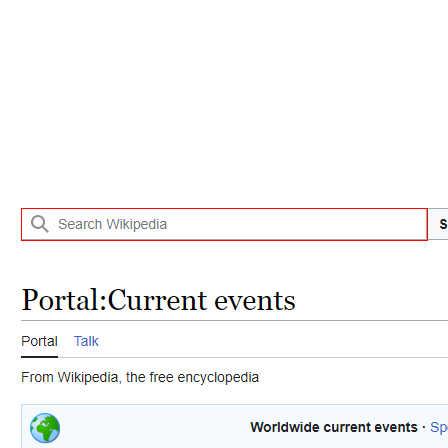 Search Wikipedia
S
Portal:Current events
Portal Talk
From Wikipedia, the free encyclopedia
Worldwide current events · Sp